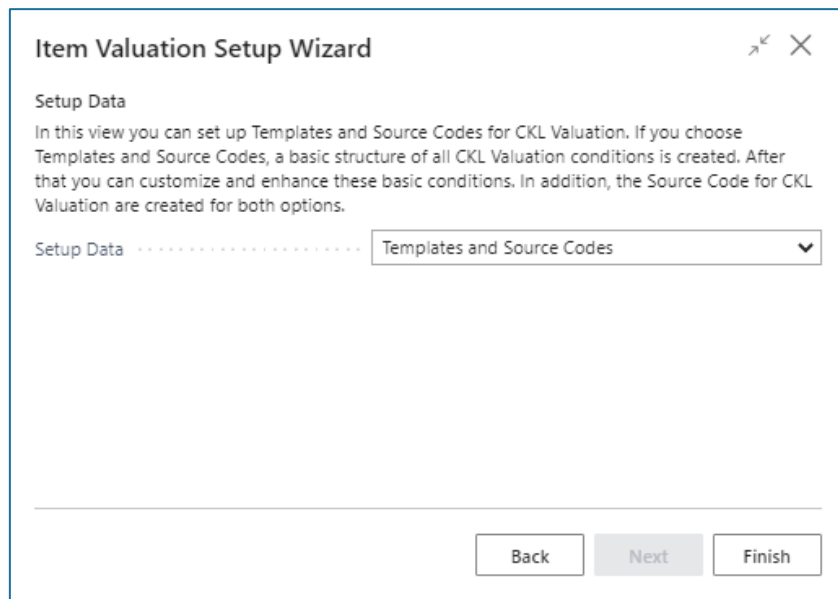 Item Valuation Setup Wizard
Setup Data
In this view you can set up Templates and Source Codes for CKL Valuation. If you choose
Templates and Source Codes, a basic structure of all CKL Valuation conditions is created. After
that you can customize and enhance these basic conditions. In addition, the Source Code for CKL
Valuation are created for both options.
Setup Data Templates and Source Codes
Back Next Finish